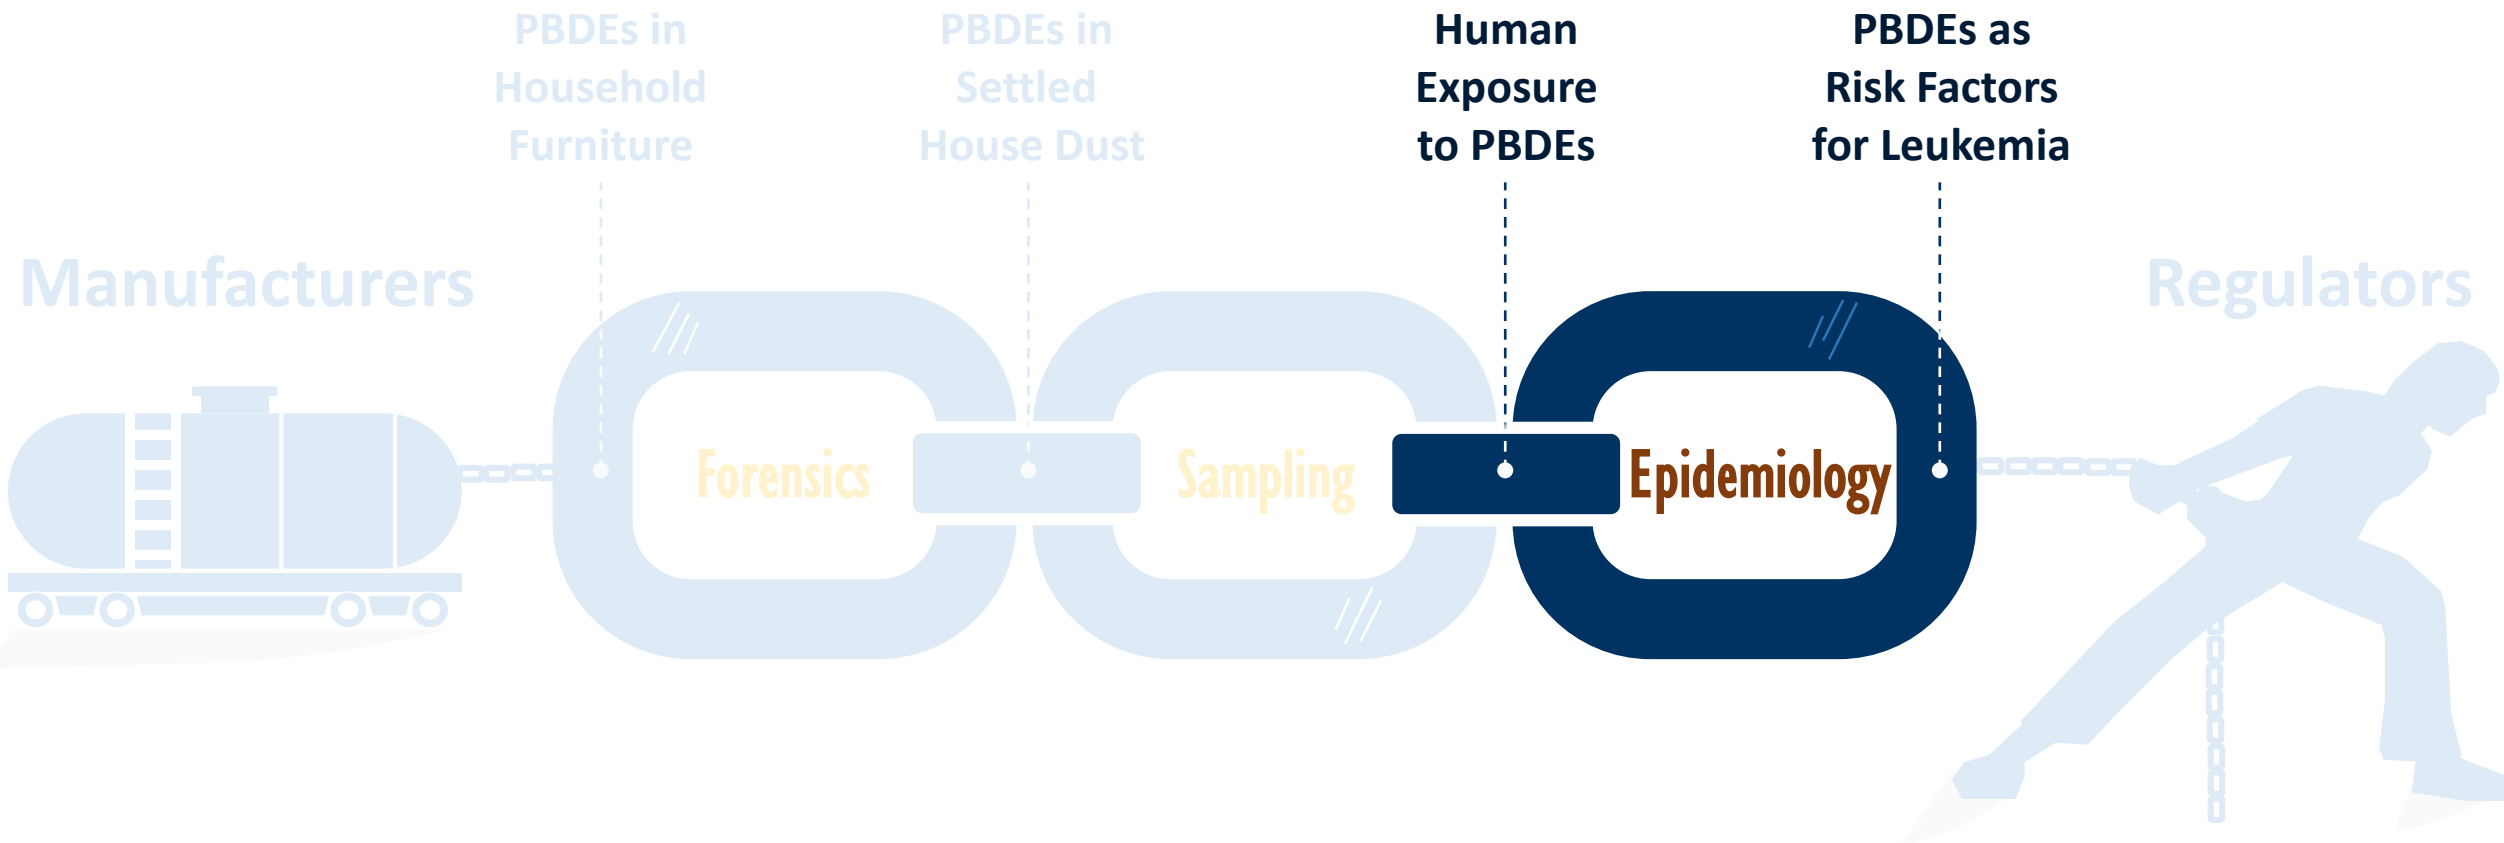 PBDEs in
Household
Furniture
PBDEs in
Settled
House Dust
Human
Exposure
to PBDEs
PBDEs as
Risk Factors
for Leukemia
Manufacturers
Regulators
Forensics
Sampling
Epidemiology